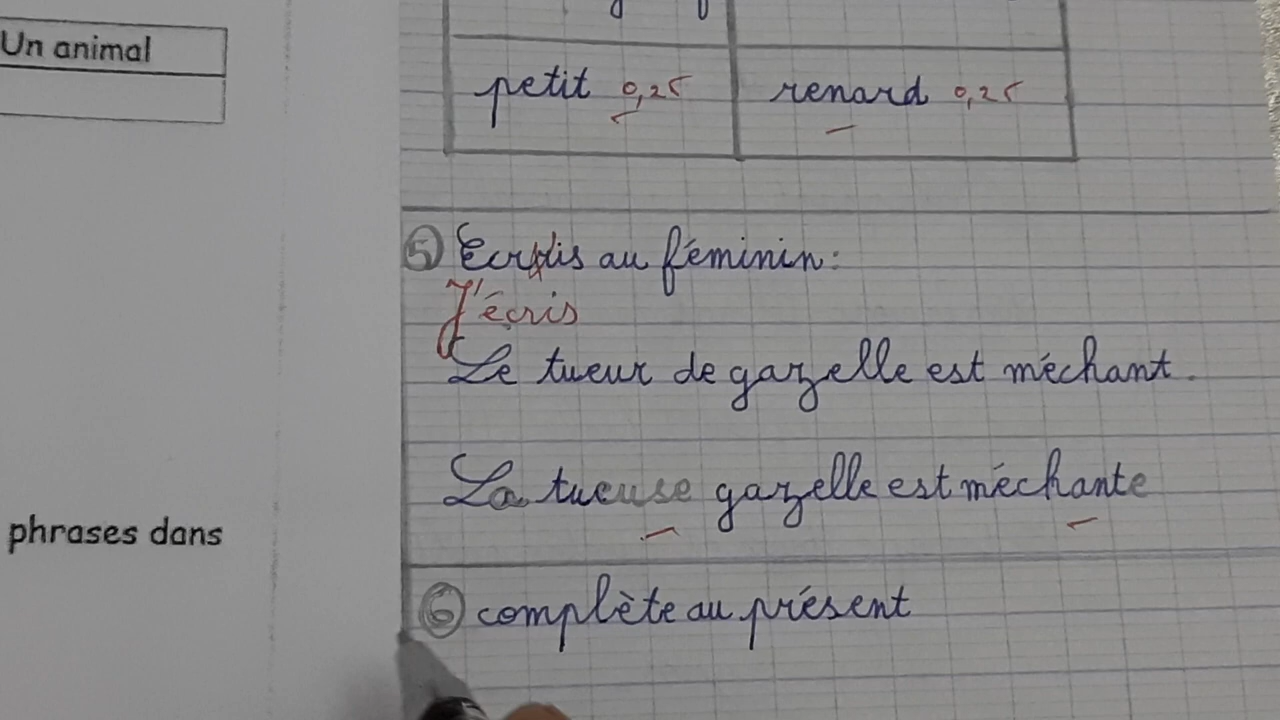 Un animal
petit 0,25 renard 0,25
⑤ Ecris au féminin:
J'écris
Le tueur de gazelle est méchant.
La tueuse gazelle est méchante
phrases dans
⑥ complète au présent